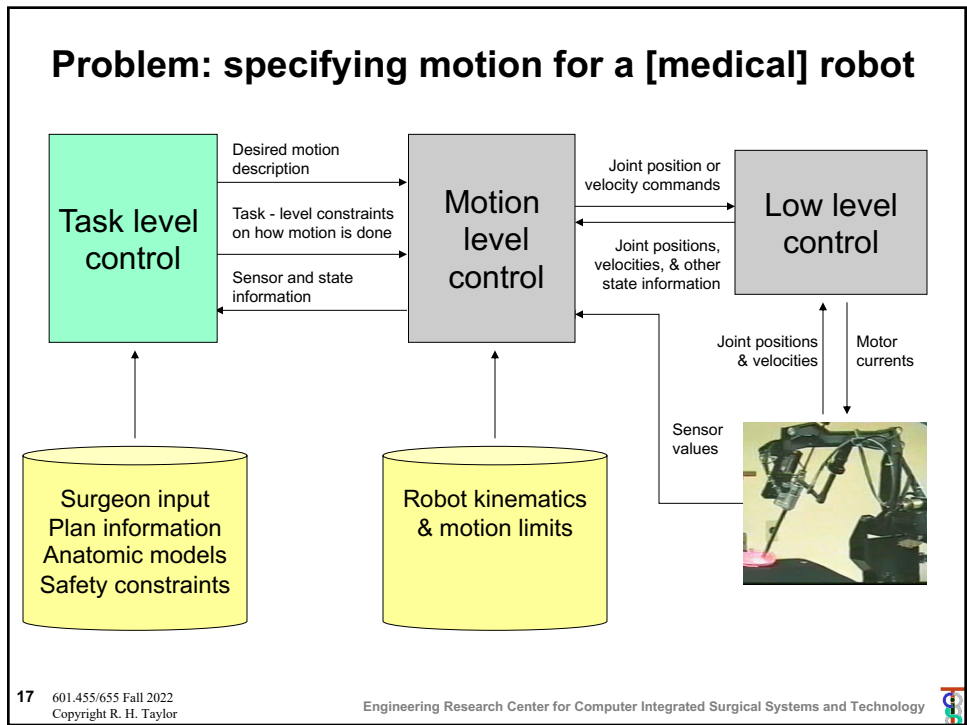 Problem: specifying motion for a [medical] robot
Task level
control
Desired motion
description
Task - level constraints
on how motion is done
Sensor and state
information
Motion
level
control
Joint position or
velocity commands
Joint positions,
velocities, & other
state information
Low level
control
Joint positions
& velocities
Motor
currents
Sensor
values
Surgeon input
Plan information
Anatomic models
Safety constraints
Robot kinematics
& motion limits
17 601.455/655 Fall 2022
Copyright R. H. Taylor
Engineering Research Center for Computer Integrated Surgical Systems and Technology